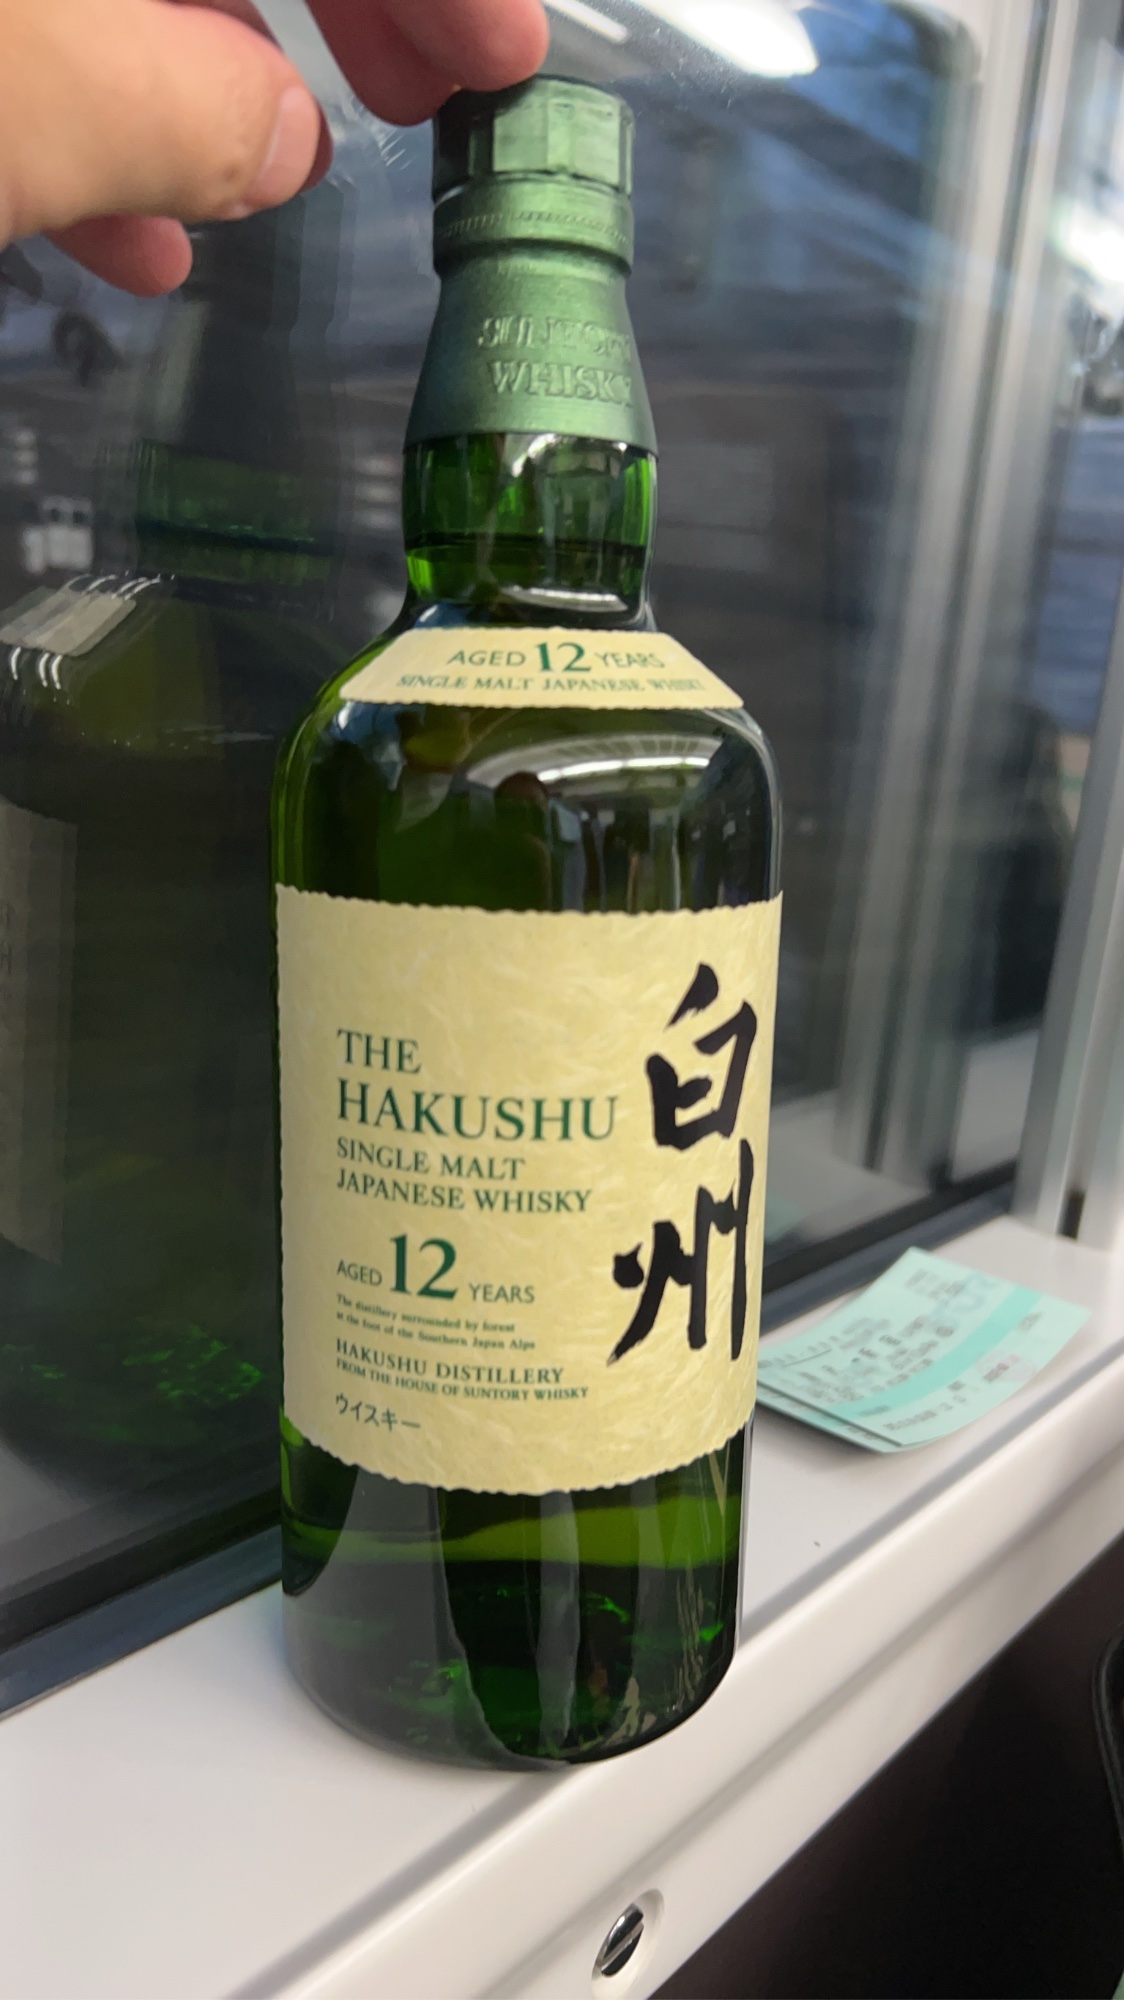 SUNTORY
WHISKY
AGED 12 YEARS
SINGLE MALT JAPANESE WHISKY
THE
HAKUSHU
SINGLE MALT
JAPANESE WHISKY
AGED 12 YEARS
The distillery surrounded by forest
at the foot of the Southern Japan Alps
HAKUSHU DISTILLERY
FROM THE HOUSE OF SUNTORY WHISKY
ウイスキー
白州